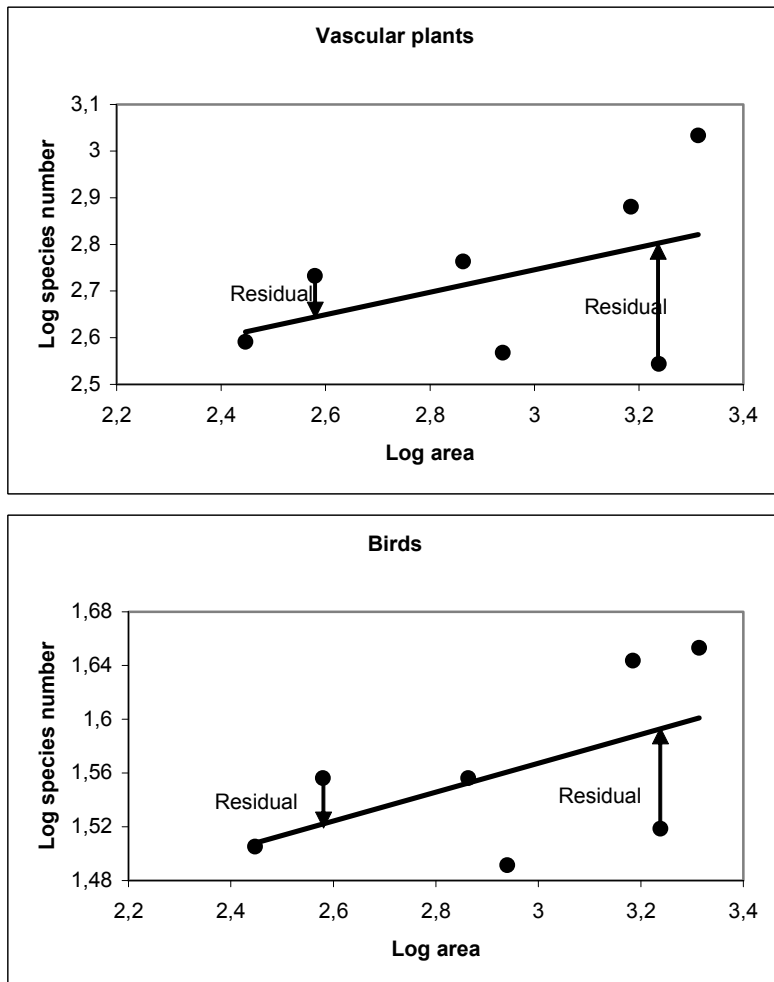 Vascular plants
3,1
3
2,9
2,8
2,7
2,6
2,5
Log species number
Residual
Residual
2,2 2,4 2,6 2,8 3 3,2 3,4
Log area
Birds
1,68
1,64
1,6
1,56
1,52
1,48
Log species number
Residual
Residual
2,2 2,4 2,6 2,8 3 3,2 3,4
Log area